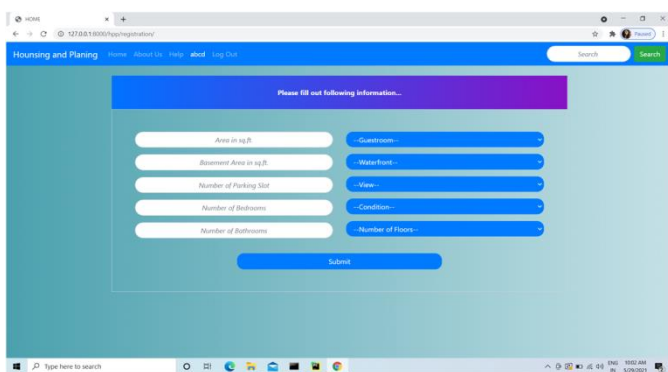 HOME
127.0.0.1:8000/hpp/registration/
Paused
Hounsing and Planing Home About Us Help abcd Log Out Search Search
Please fill out following information...
Area in sq.ft. --Guestroom--
Basement Area in sq.ft. --Waterfront--
Number of Parking Slot --View--
Number of Bedrooms --Condition--
Number of Bathrooms --Number of Floors--
Submit
Type here to search
ENG 10:02 AM
IN 5/29/2021